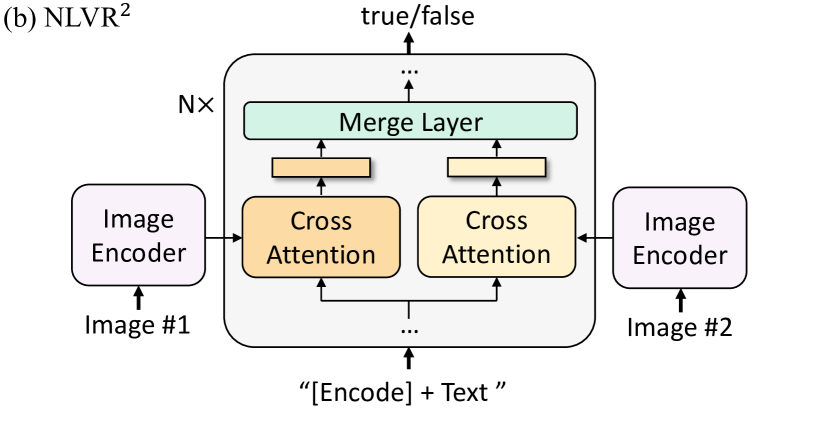 (b) NLVR²
true/false
...
N×
Merge Layer
Image
Encoder
Cross
Attention
Cross
Attention
Image
Encoder
Image #1
Image #2
...
“[Encode] + Text ”